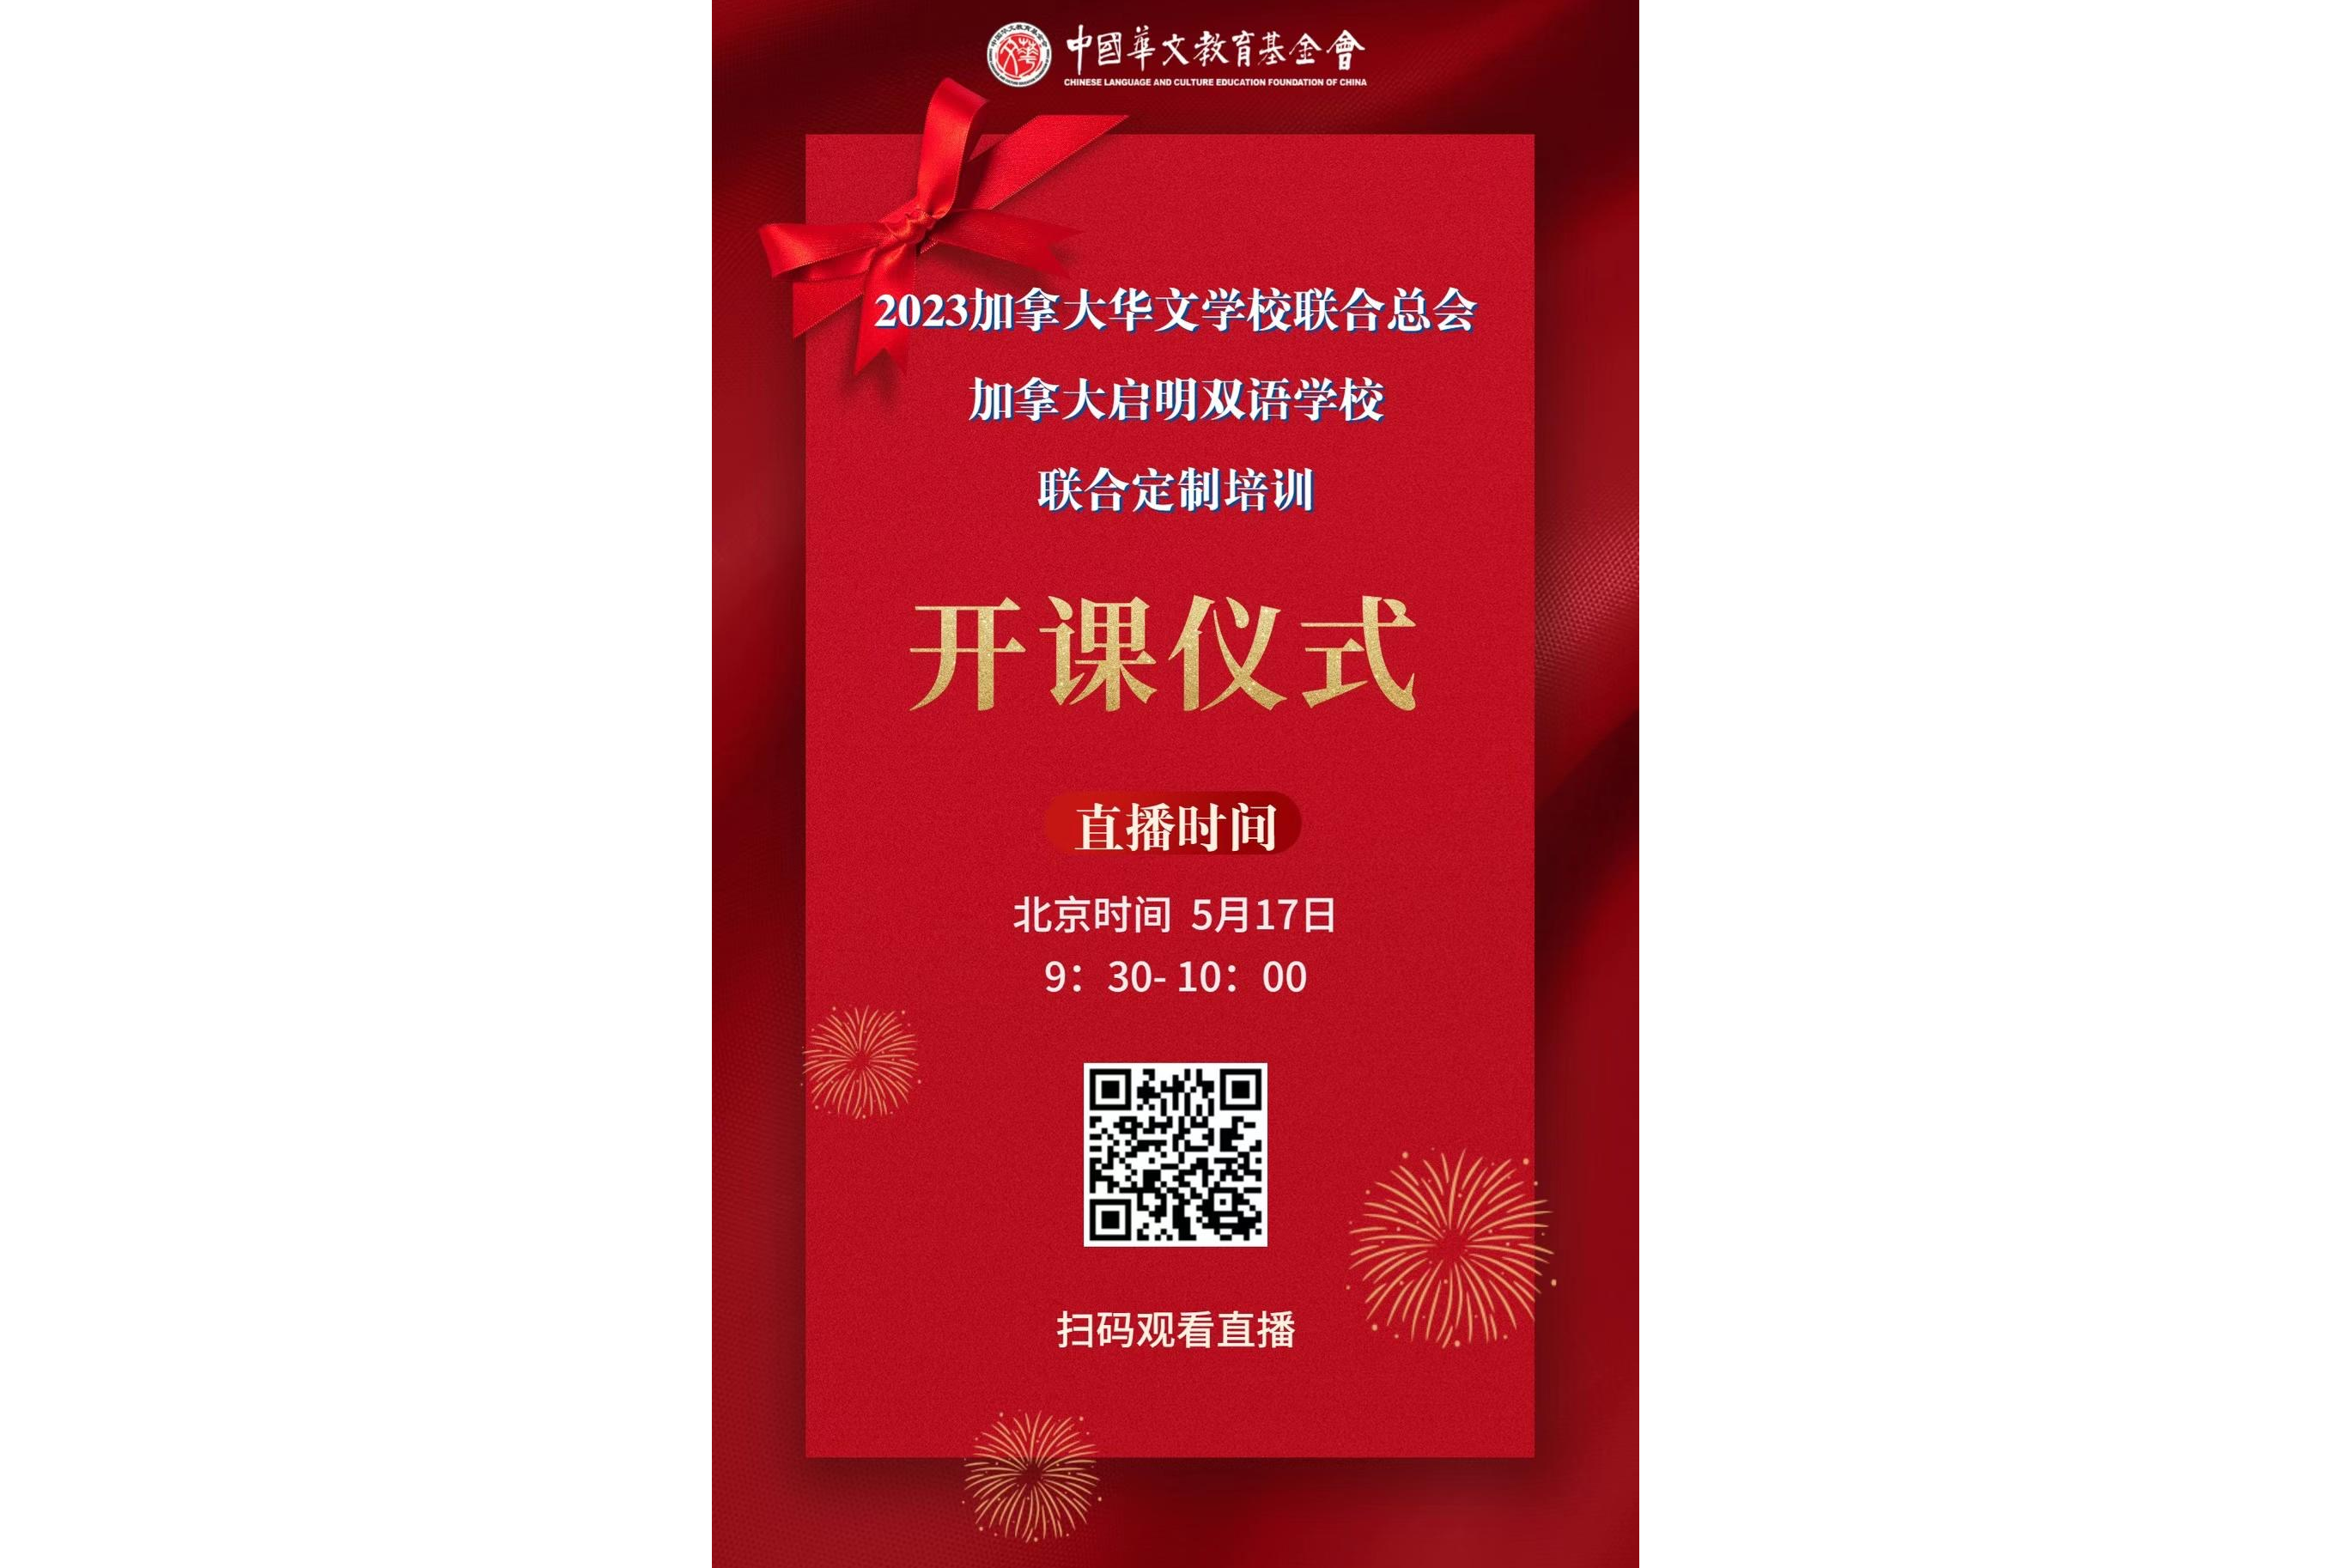 中國華文教育基金會
CHINESE LANGUAGE AND CULTURE EDUCATION FOUNDATION OF CHINA
2023加拿大华文学校联合总会
加拿大启明双语学校
联合定制培训
开课仪式
直播时间
北京时间 5月17日
9：30- 10：00
扫码观看直播